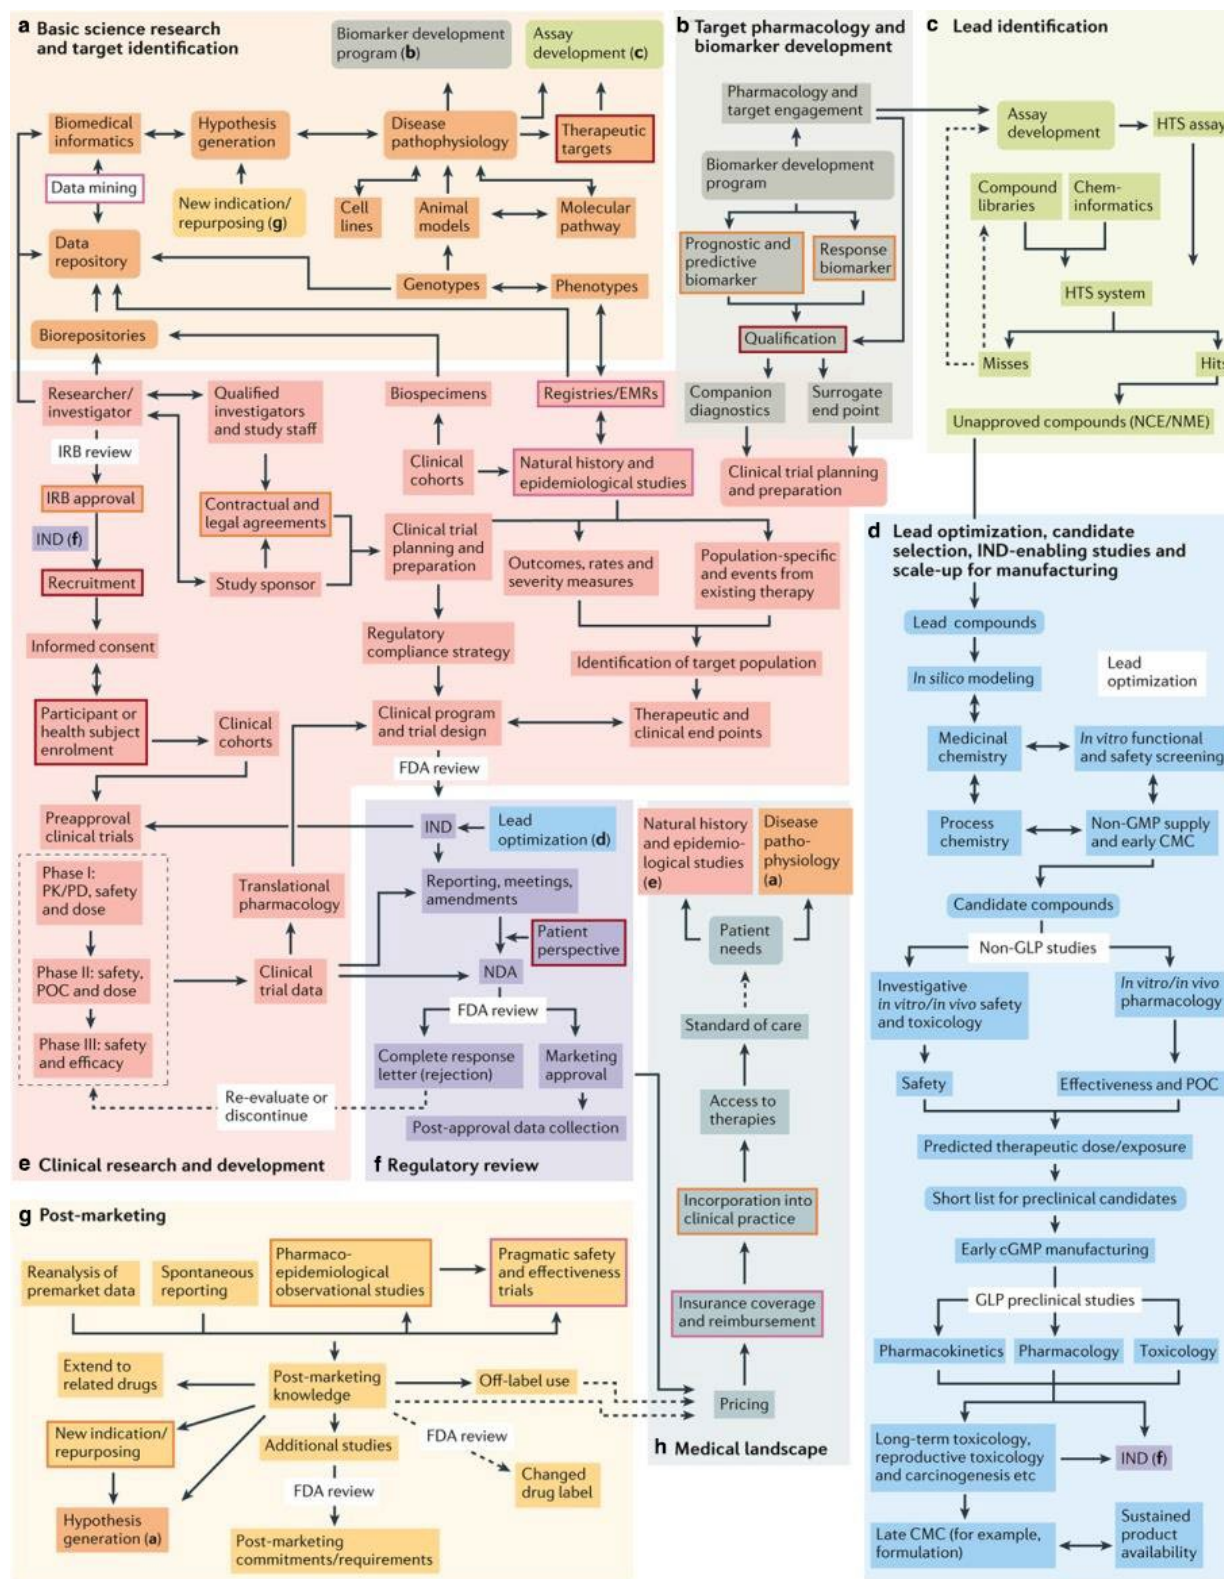 a Basic science research
and target identification
Biomarker development
program (b)
Assay
development (c)
Biomedical
informatics
Hypothesis
generation
Disease
pathophysiology
Therapeutic
targets
Data mining
New indication/
repurposing (g)
Cell
lines
Animal
models
Molecular
pathway
Data
repository
Genotypes
Phenotypes
Biorepositories
b Target pharmacology and
biomarker development
Pharmacology and
target engagement
Biomarker development
program
Prognostic and
predictive
biomarker
Response
biomarker
Qualification
Companion
diagnostics
Surrogate
end point
Clinical trial planning
and preparation
c Lead identification
Assay
development
HTS assay
Compound
libraries
Chem-
informatics
HTS system
Misses
Hits
Unapproved compounds (NCE/NME)
d Lead optimization, candidate
selection, IND-enabling studies and
scale-up for manufacturing
Lead compounds
In silico modeling
Lead
optimization
Medicinal
chemistry
In vitro functional
and safety screening
Process
chemistry
Non-GMP supply
and early CMC
Candidate compounds
Non-GLP studies
Investigative
in vitro/in vivo safety
and toxicology
In vitro/in vivo
pharmacology
Safety
Effectiveness and POC
Predicted therapeutic dose/exposure
Short list for preclinical candidates
Early cGMP manufacturing
GLP preclinical studies
Pharmacokinetics
Pharmacology
Toxicology
Long-term toxicology,
reproductive toxicology
and carcinogenesis etc
IND (f)
Late CMC (for example,
formulation)
Sustained
product
availability
Researcher/
investigator
Qualified
investigators
and study staff
Biospecimens
Registries/EMRs
IRB review
IRB approval
Clinical
cohorts
Natural history and
epidemiological studies
IND (f)
Contractual and
legal agreements
Clinical trial
planning and
preparation
Outcomes, rates and
severity measures
Population-specific
and events from
existing therapy
Recruitment
Study sponsor
Informed consent
Regulatory
compliance strategy
Identification of target population
Participant or
health subject
enrolment
Clinical
cohorts
Clinical program
and trial design
Therapeutic and
clinical end points
FDA review
Preapproval
clinical trials
Phase I:
PK/PD, safety
and dose
Translational
pharmacology
Phase II: safety,
POC and dose
Clinical
trial data
Phase III: safety
and efficacy
Re-evaluate or
discontinue
e Clinical research and development
IND
Lead
optimization (d)
Reporting, meetings,
amendments
Patient
perspective
NDA
FDA review
Complete response
letter (rejection)
Marketing
approval
Post-approval data collection
f Regulatory review
Natural history
and epidemio-
logical studies
(e)
Disease
patho-
physiology
(a)
Patient
needs
Standard of care
Access to
therapies
Incorporation into
clinical practice
Insurance coverage
and reimbursement
Pricing
h Medical landscape
g Post-marketing
Reanalysis of
premarket data
Spontaneous
reporting
Pharmaco-
epidemiological
observational studies
Pragmatic safety
and effectiveness
trials
Extend to
related drugs
Post-marketing
knowledge
Off-label use
New indication/
repurposing
Additional studies
FDA review
Changed
drug label
FDA review
Hypothesis
generation (a)
Post-marketing
commitments/requirements